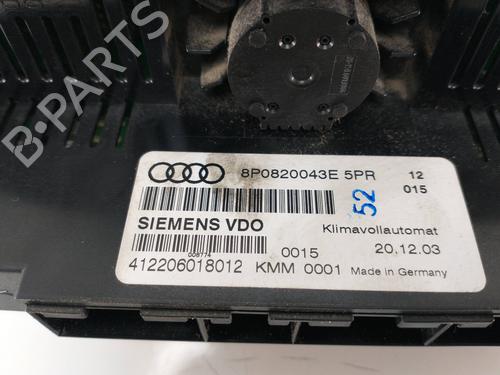 B-PARTS
8P0820043E 5PR 12
015
52
SIEMENS VDO Klimavollautomat
008774 0015 20.12.03
412206018012 KMM 0001 Made in Germany